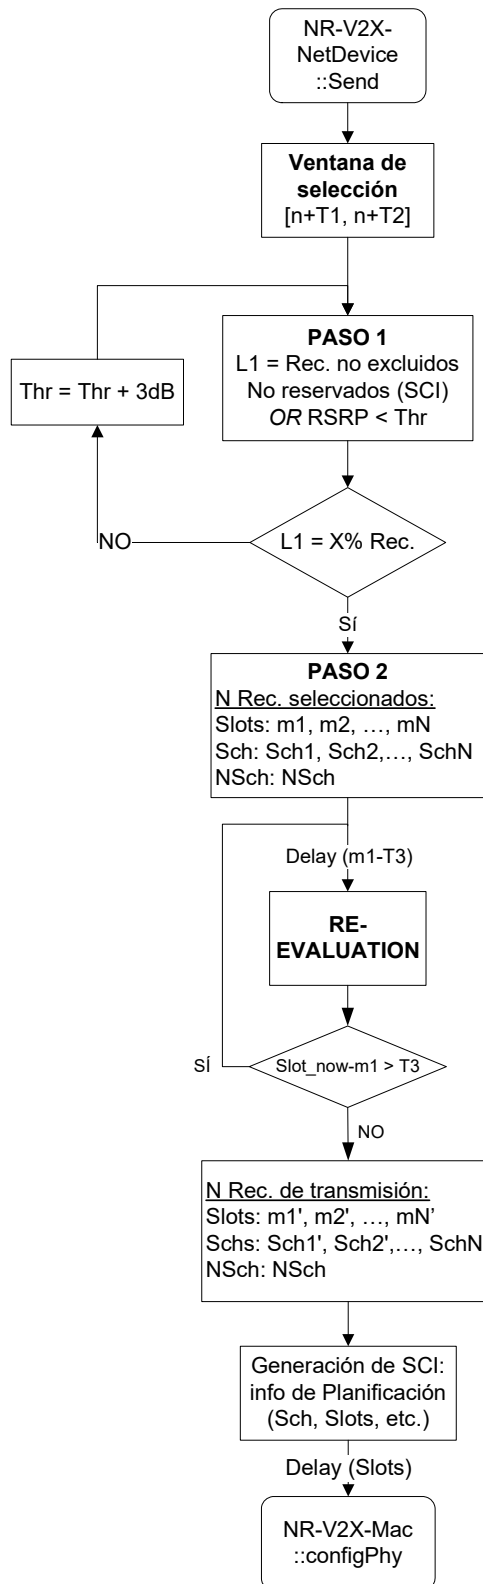 NR-V2X-
NetDevice
::Send
Ventana de
selección
[n+T1, n+T2]
PASO 1
L1 = Rec. no excluidos
No reservados (SCI)
OR RSRP < Thr
Thr = Thr + 3dB
NO
L1 = X% Rec.
Sí
PASO 2
N Rec. seleccionados:
Slots: m1, m2, …, mN
Sch: Sch1, Sch2,…, SchN
NSch: NSch
Delay (m1-T3)
RE-
EVALUATION
SÍ
Slot_now-m1 > T3
NO
N Rec. de transmisión:
Slots: m1', m2', …, mN’
Schs: Sch1', Sch2',…, SchN
NSch: NSch
Generación de SCI:
info de Planificación
(Sch, Slots, etc.)
Delay (Slots)
NR-V2X-Mac
::configPhy